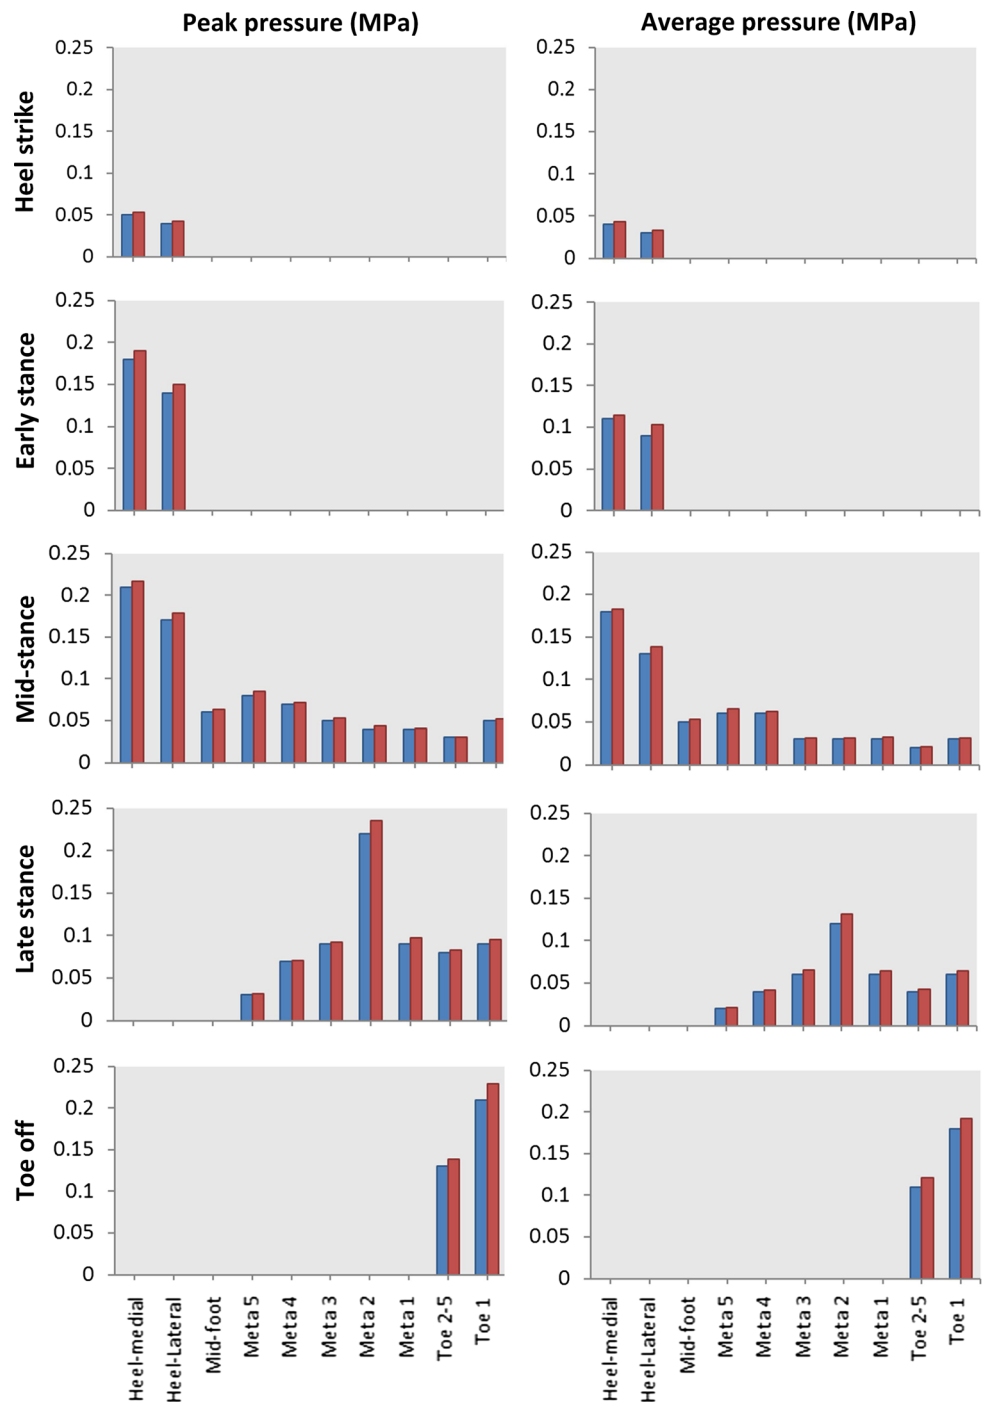 Peak pressure (MPa)
Average pressure (MPa)
Heel strike
0.25
0.2
0.15
0.1
0.05
0
0.25
0.2
0.15
0.1
0.05
0
Early stance
0.25
0.2
0.15
0.1
0.05
0
0.25
0.2
0.15
0.1
0.05
0
Mid-stance
0.25
0.2
0.15
0.1
0.05
0
0.25
0.2
0.15
0.1
0.05
0
Late stance
0.25
0.2
0.15
0.1
0.05
0
0.25
0.2
0.15
0.1
0.05
0
Toe off
0.25
0.2
0.15
0.1
0.05
0
0.25
0.2
0.15
0.1
0.05
0
Heel-medial
Heel-Lateral
Mid-foot
Meta 5
Meta 4
Meta 3
Meta 2
Meta 1
Toe 2-5
Toe 1
Heel-medial
Heel-Lateral
Mid-foot
Meta 5
Meta 4
Meta 3
Meta 2
Meta 1
Toe 2-5
Toe 1